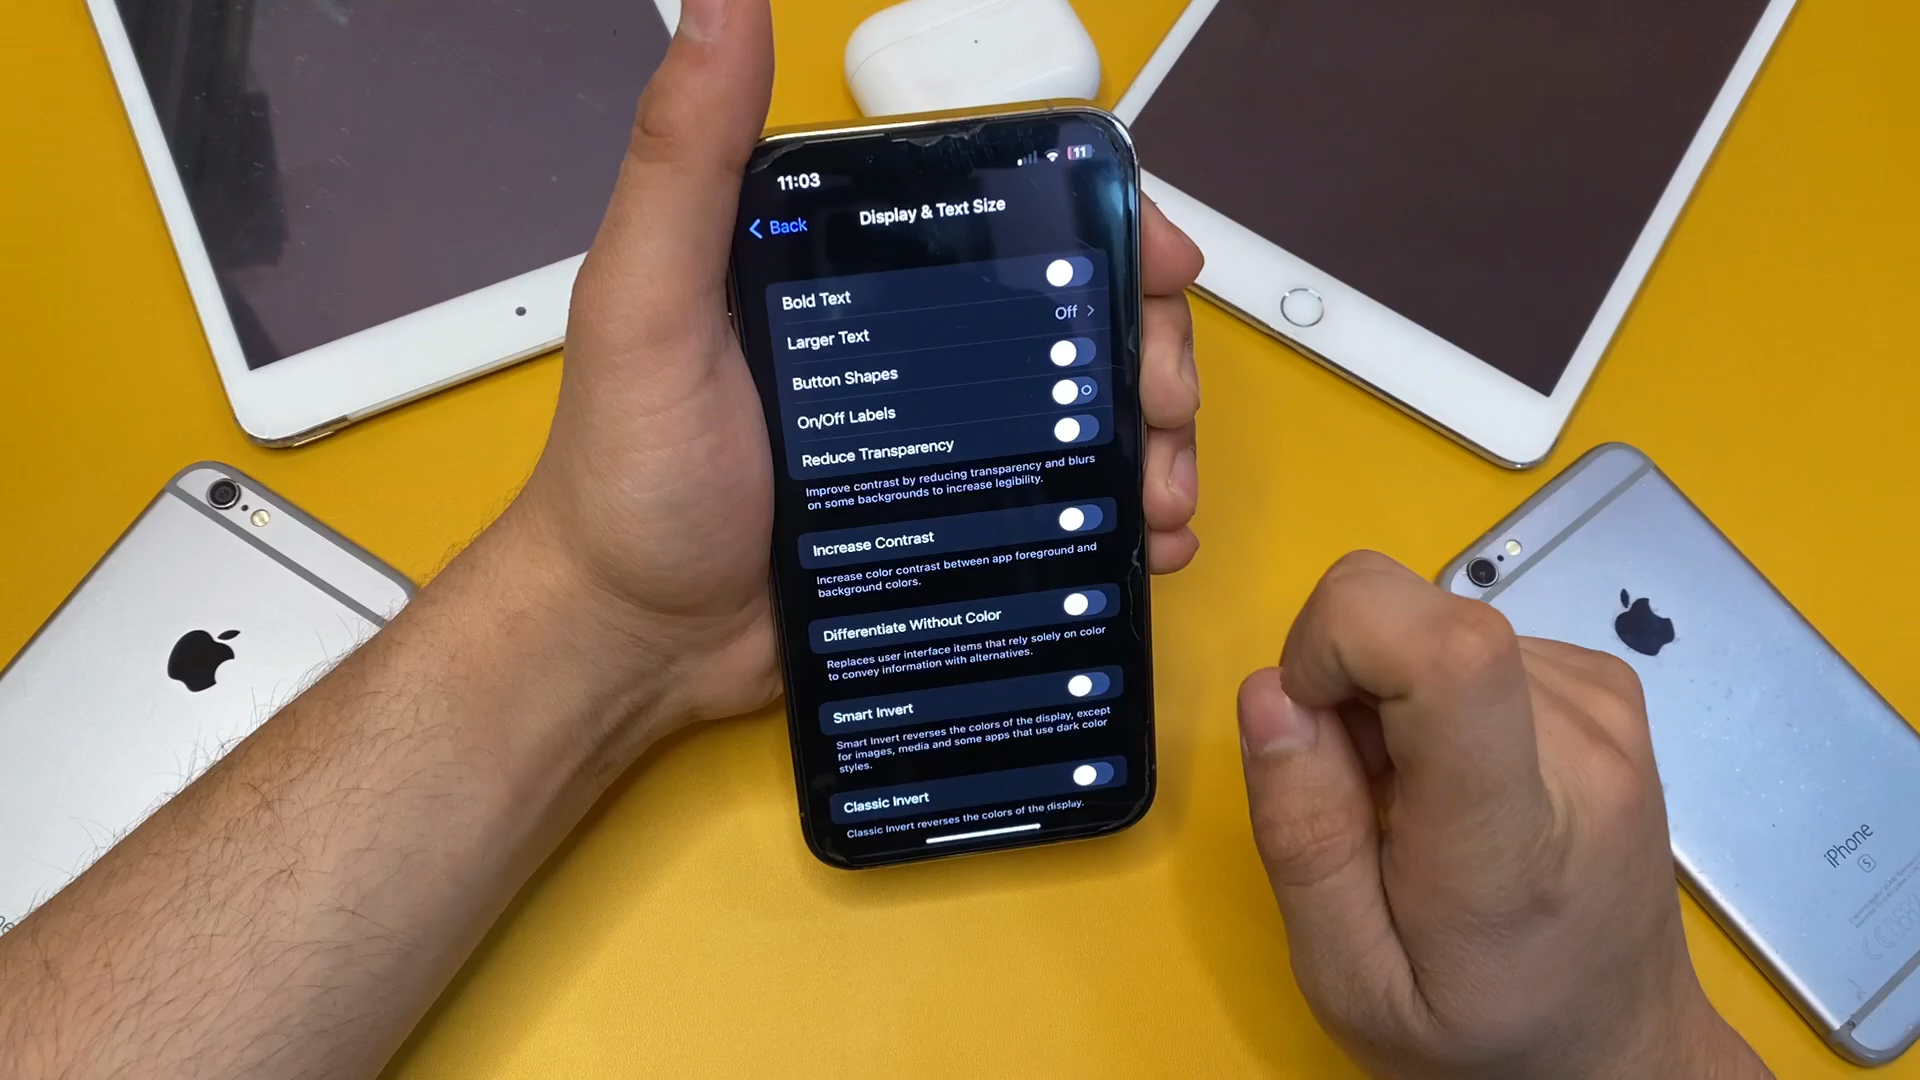 11:03
11
Back
Display & Text Size
Bold Text
Larger Text
Off
Button Shapes
On/Off Labels
Reduce Transparency
Improve contrast by reducing transparency and blurs
on some backgrounds to increase legibility.
Increase Contrast
Increase color contrast between app foreground and
background colors.
Differentiate Without Color
Replaces user interface items that rely solely on color
to convey information with alternatives.
Smart Invert
Smart Invert reverses the colors of the display, except
for images, media and some apps that use dark color
styles.
Classic Invert
Classic Invert reverses the colors of the display.
iPhone
S